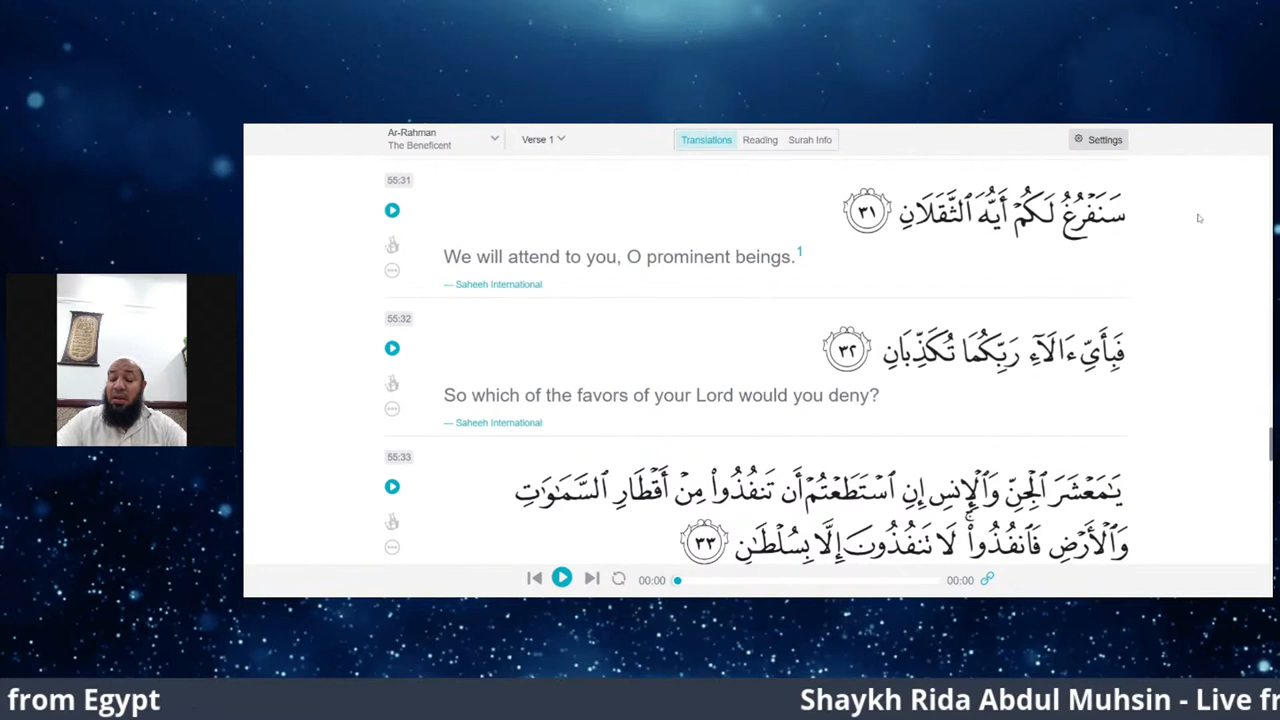 Ar-Rahman
The Beneficent
Verse 1
Translations Reading Surah Info
Settings
55:31
سَنَفْرُغُ لَكُمْ أَيُّهَ ٱلثَّقَلَانِ ٣١
We will attend to you, O prominent beings.1
— Saheeh International
55:32
فَبِأَىِّ ءَالَآءِ رَبِّكُمَا تُكَذِّبَانِ ٣٢
So which of the favors of your Lord would you deny?
— Saheeh International
55:33
يَـٰمَعْشَرَ ٱلْجِنِّ وَٱلْإِنسِ إِنِ ٱسْتَطَعْتُمْ أَن تَنفُذُوا۟ مِنْ أَقْطَارِ ٱلسَّمَـٰوَٰتِ
وَٱلْأَرْضِ فَٱنفُذُوا۟ ۚ لَا تَنفُذُونَ إِلَّا بِسُلْطَـٰنٍ ٣٣
00:00 00:00
from Egypt Shaykh Rida Abdul Muhsin - Live fr